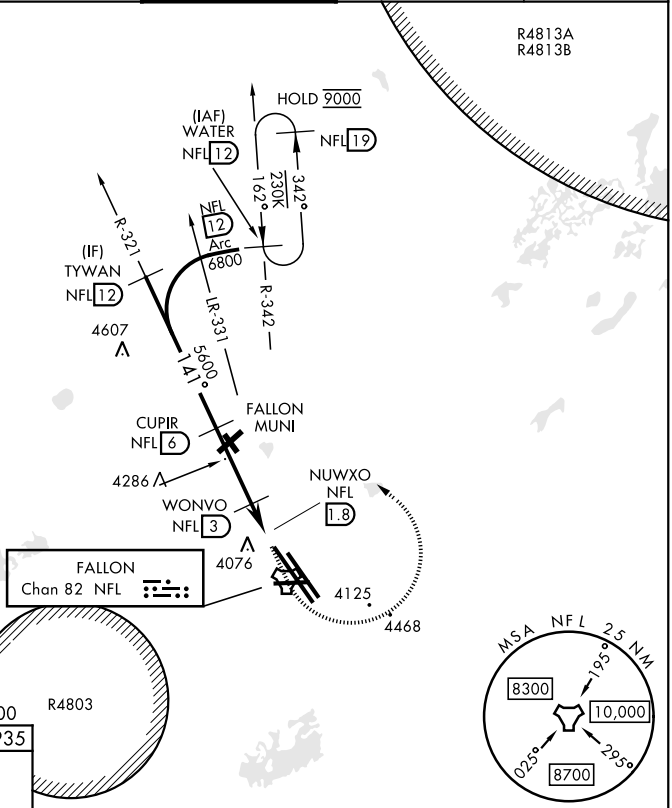 R4813A
R4813B
HOLD 9000
(IAF)
WATER
NFL 12
NFL 19
162°
230K
342°
NFL
12
Arc
6800
R-321
(IF)
TYWAN
NFL 12
LR-331
R-342
4607
5600
141°
CUPIR
NFL 6
FALLON
MUNI
4286
NUWXO
NFL
1.8
WONVO
NFL 3
4076
FALLON
Chan 82 NFL
4125
4468
MSA NFL 25 NM
195°
8300
10,000
025°
295°
8700
R4803
00
935